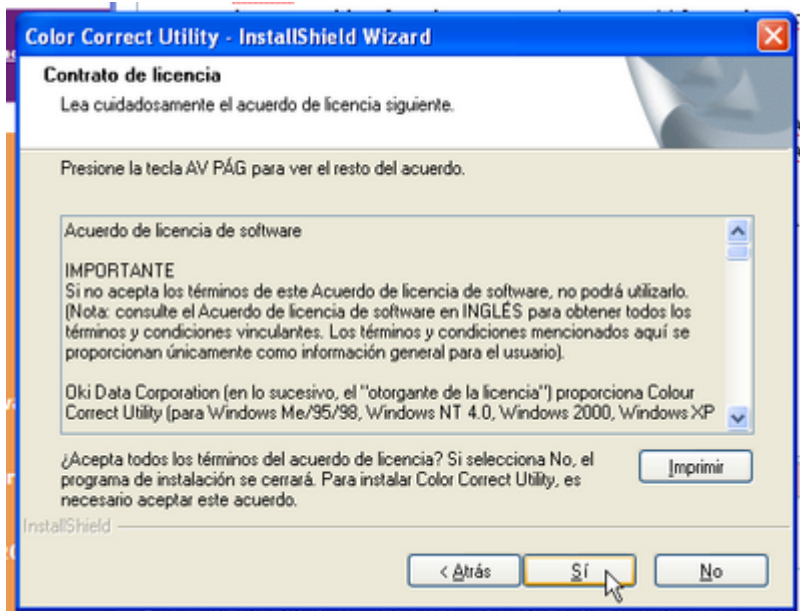 Color Correct Utility - InstallShield Wizard
Contrato de licencia
Lea cuidadosamente el acuerdo de licencia siguiente.
Presione la tecla AV PÁG para ver el resto del acuerdo.
Acuerdo de licencia de software
IMPORTANTE
Si no acepta los términos de este Acuerdo de licencia de software, no podrá utilizarlo.
(Nota: consulte el Acuerdo de licencia de software en INGLÉS para obtener todos los
términos y condiciones vinculantes. Los términos y condiciones mencionados aquí se
proporcionan únicamente como información general para el usuario).
Oki Data Corporation (en lo sucesivo, el "otorgante de la licencia") proporciona Colour
Correct Utility (para Windows Me/95/98, Windows NT 4.0, Windows 2000, Windows XP
¿Acepta todos los términos del acuerdo de licencia? Si selecciona No, el
programa de instalación se cerrará. Para instalar Color Correct Utility, es
necesario aceptar este acuerdo.
Imprimir
InstallShield
< Atrás
Sí
No